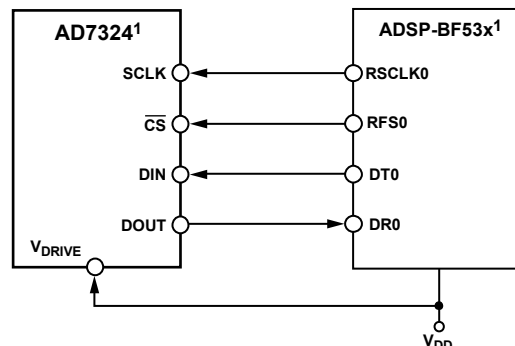 AD7324¹ ADSP-BF53x¹
SCLK RSCLK0
CS RFS0
DIN DT0
DOUT DR0
VDRIVE
VDD